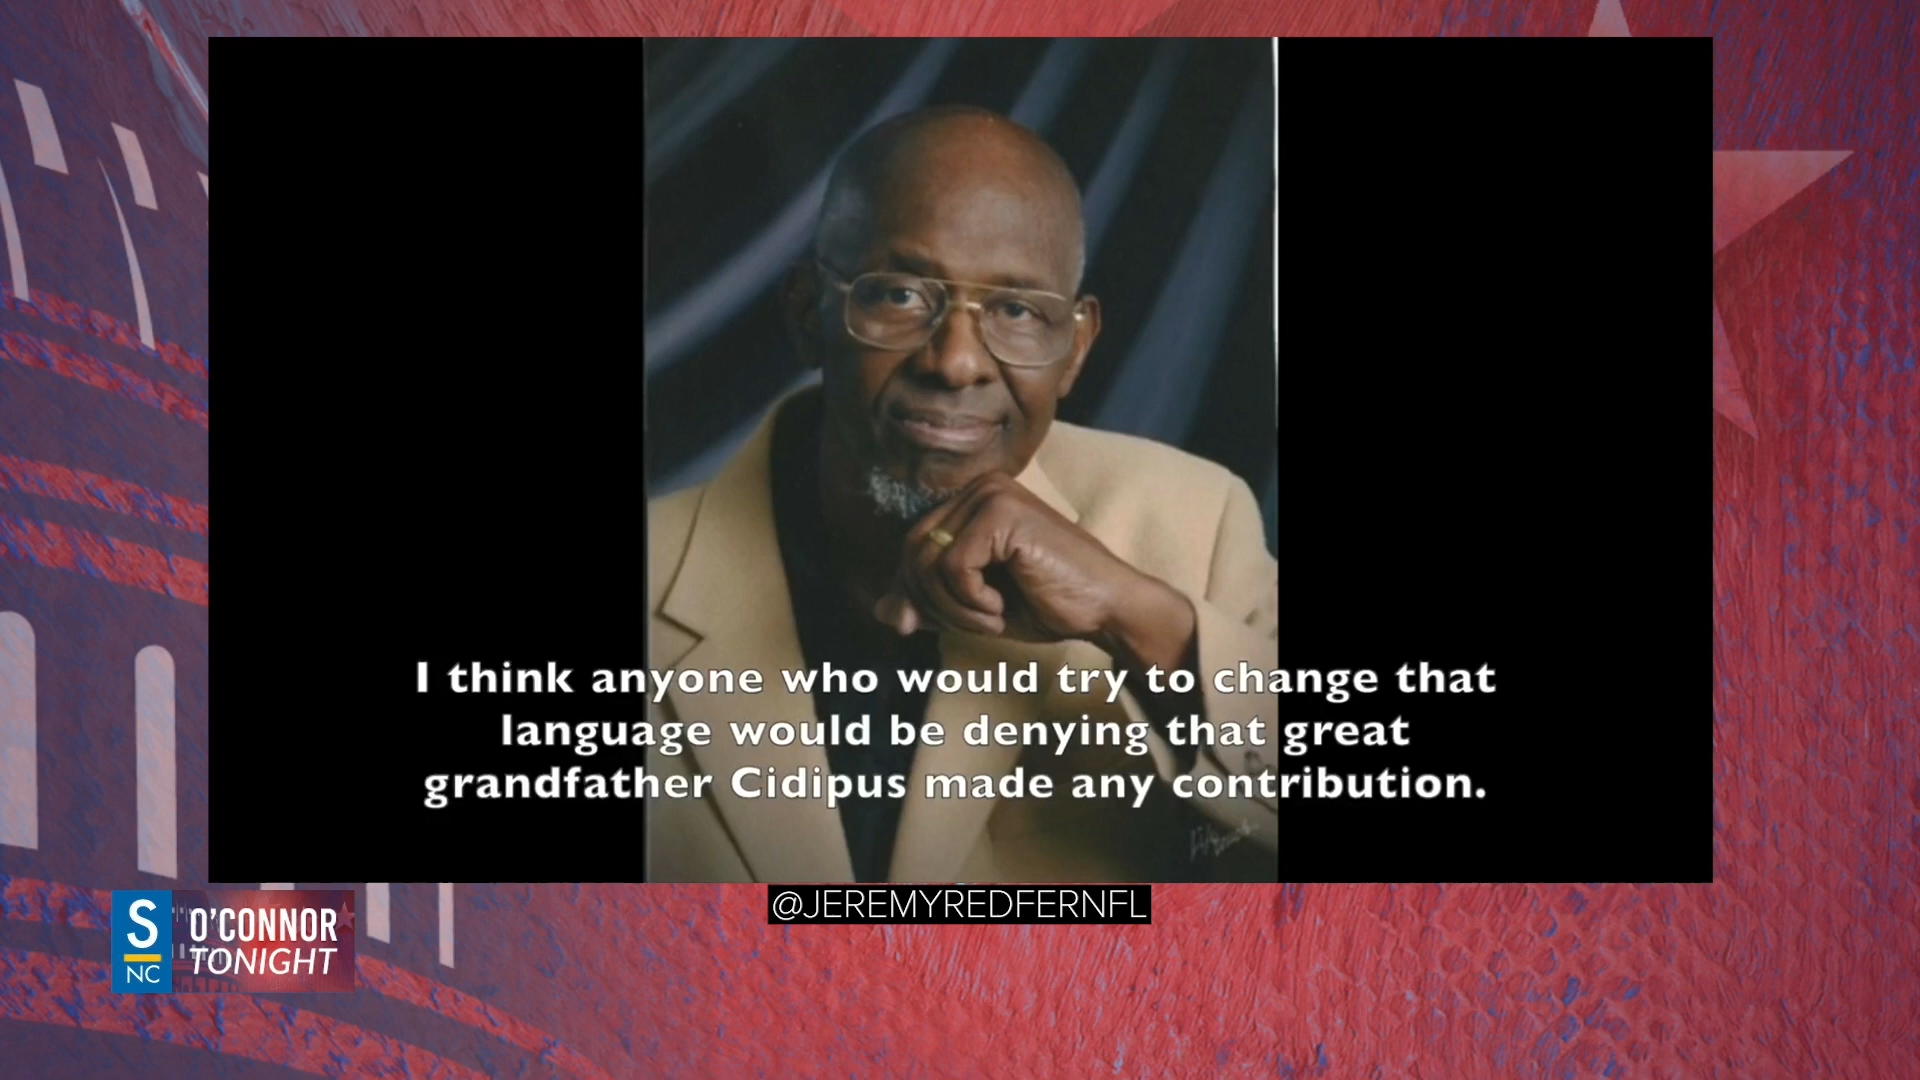 I think anyone who would try to change that
language would be denying that great
grandfather Cidipus made any contribution.
@JEREMYREDFERNFL
S
NC
O'CONNOR
TONIGHT